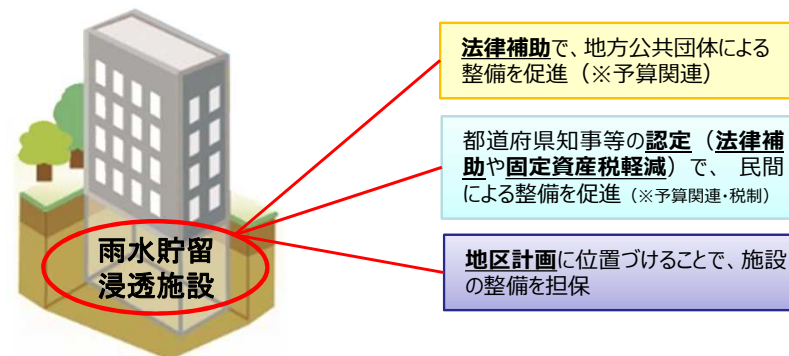 法律補助で、地方公共団体による
整備を促進（※予算関連）
都道府県知事等の認定（法律補
助や固定資産税軽減）で、 民間
による整備を促進（※予算関連・税制）
雨水貯留
浸透施設
地区計画に位置づけることで、施設
の整備を担保